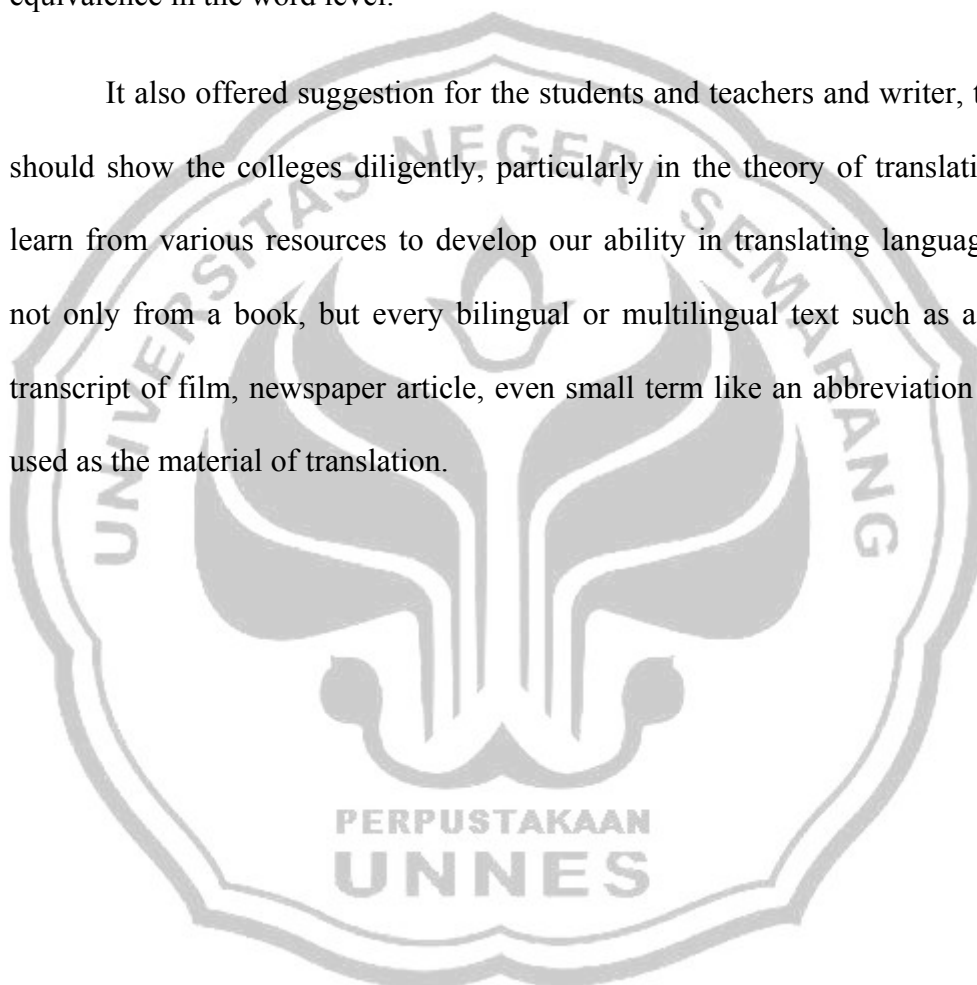 equivalence in the word level.
It also offered suggestion for the students and teachers and writer,
should show the colleges diligently, particularly in the theory of
learn from various resources to develop our ability in translating
not only from a book, but every bilingual or multilingual text such as
transcript of film, newspaper article, even small term like an abbreviation
used as the material of translation.
UNIVERSITAS NEGERI SEMARANG
PERPUSTAKAAN
UNNES